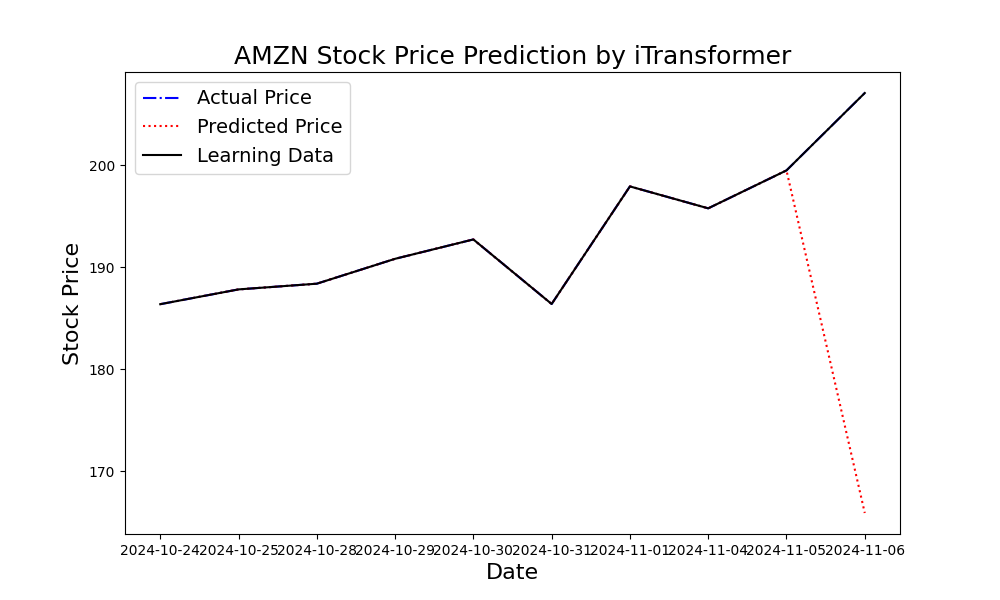 AMZN Stock Price Prediction by iTransformer
Actual Price
Predicted Price
Learning Data
Stock Price
200
190
180
170
2024-10-24 2024-10-25 2024-10-28 2024-10-29 2024-10-30 2024-10-31 2024-11-01 2024-11-04 2024-11-05 2024-11-06
Date